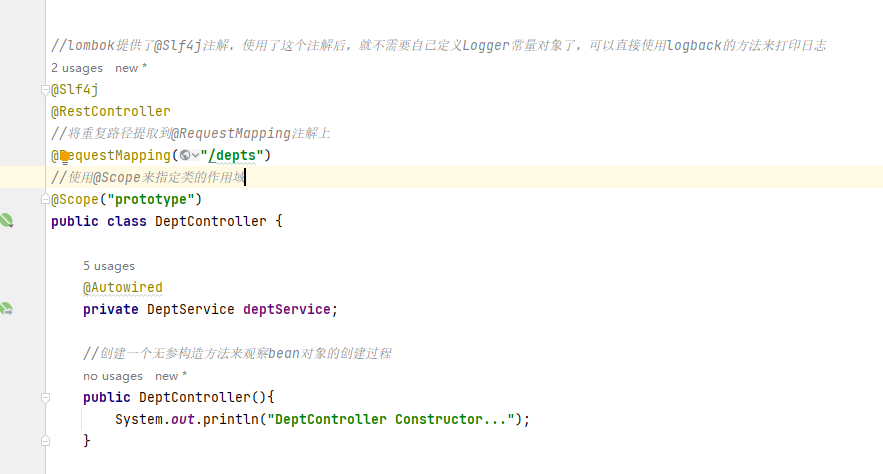 //lombok提供了@Slf4j注解，使用了这个注解后，就不需要自己定义Logger常量对象了，可以直接使用logback的方法来打印日志
2 usages   new *
@Slf4j
@RestController
//将重复路径提取到@RequestMapping注解上
@RequestMapping("/depts")
//使用@Scope来指定类的作用域
@Scope("prototype")
public class DeptController {
5 usages
@Autowired
private DeptService deptService;
//创建一个无参构造方法来观察bean对象的创建过程
no usages   new *
public DeptController(){
System.out.println("DeptController Constructor...");
}